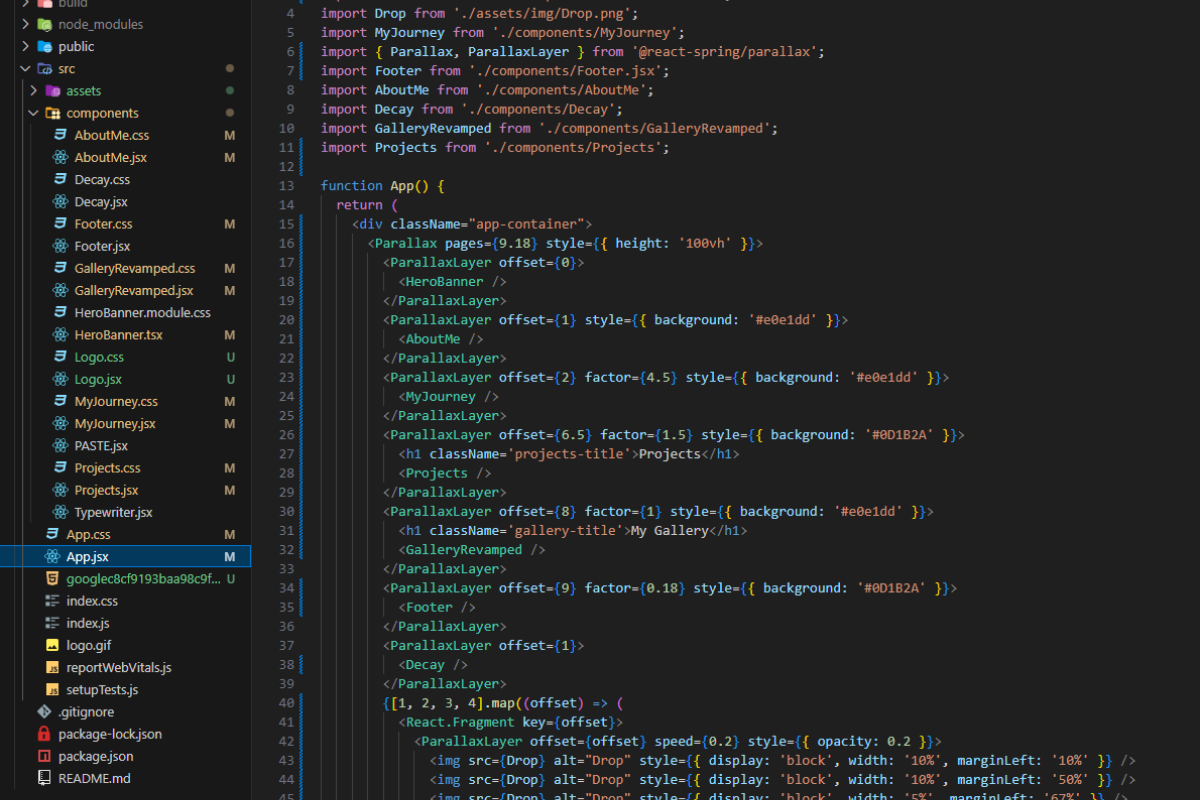 build
node_modules
public
src
assets
components
AboutMe.css M
AboutMe.jsx M
Decay.css
Decay.jsx
Footer.css M
Footer.jsx
GalleryRevamped.css M
GalleryRevamped.jsx M
HeroBanner.module.css
HeroBanner.tsx M
Logo.css U
Logo.jsx U
MyJourney.css M
MyJourney.jsx M
PASTE.jsx
Projects.css M
Projects.jsx M
Typewriter.jsx
App.css M
App.jsx M
googlec8cf9193baa98c9f... U
index.css
index.js
logo.gif
reportWebVitals.js
setupTests.js
.gitignore
package-lock.json
package.json
README.md
4 import Drop from './assets/img/Drop.png';
5 import MyJourney from './components/MyJourney';
6 import { Parallax, ParallaxLayer } from '@react-spring/parallax';
7 import Footer from './components/Footer.jsx';
8 import AboutMe from './components/AboutMe';
9 import Decay from './components/Decay';
10 import GalleryRevamped from './components/GalleryRevamped';
11 import Projects from './components/Projects';
12
13 function App() {
14 return (
15 <div className="app-container">
16 <Parallax pages={9.18} style={{ height: '100vh' }}>
17 <ParallaxLayer offset={0}>
18 <HeroBanner />
19 </ParallaxLayer>
20 <ParallaxLayer offset={1} style={{ background: '#e0e1dd' }}>
21 <AboutMe />
22 </ParallaxLayer>
23 <ParallaxLayer offset={2} factor={4.5} style={{ background: '#e0e1dd' }}>
24 <MyJourney />
25 </ParallaxLayer>
26 <ParallaxLayer offset={6.5} factor={1.5} style={{ background: '#0D1B2A' }}>
27 <h1 className='projects-title'>Projects</h1>
28 <Projects />
29 </ParallaxLayer>
30 <ParallaxLayer offset={8} factor={1} style={{ background: '#e0e1dd' }}>
31 <h1 className='gallery-title'>My Gallery</h1>
32 <GalleryRevamped />
33 </ParallaxLayer>
34 <ParallaxLayer offset={9} factor={0.18} style={{ background: '#0D1B2A' }}>
35 <Footer />
36 </ParallaxLayer>
37 <ParallaxLayer offset={1}>
38 <Decay />
39 </ParallaxLayer>
40 {[1, 2, 3, 4].map((offset) => (
41 <React.Fragment key={offset}>
42 <ParallaxLayer offset={offset} speed={0.2} style={{ opacity: 0.2 }}>
43 <img src={Drop} alt="Drop" style={{ display: 'block', width: '10%', marginLeft: '10%' }} />
44 <img src={Drop} alt="Drop" style={{ display: 'block', width: '10%', marginLeft: '50%' }} />
45 <img src={Drop} alt="Drop" style={{ display: 'block', width: '5%', marginLeft: '67%' }} />